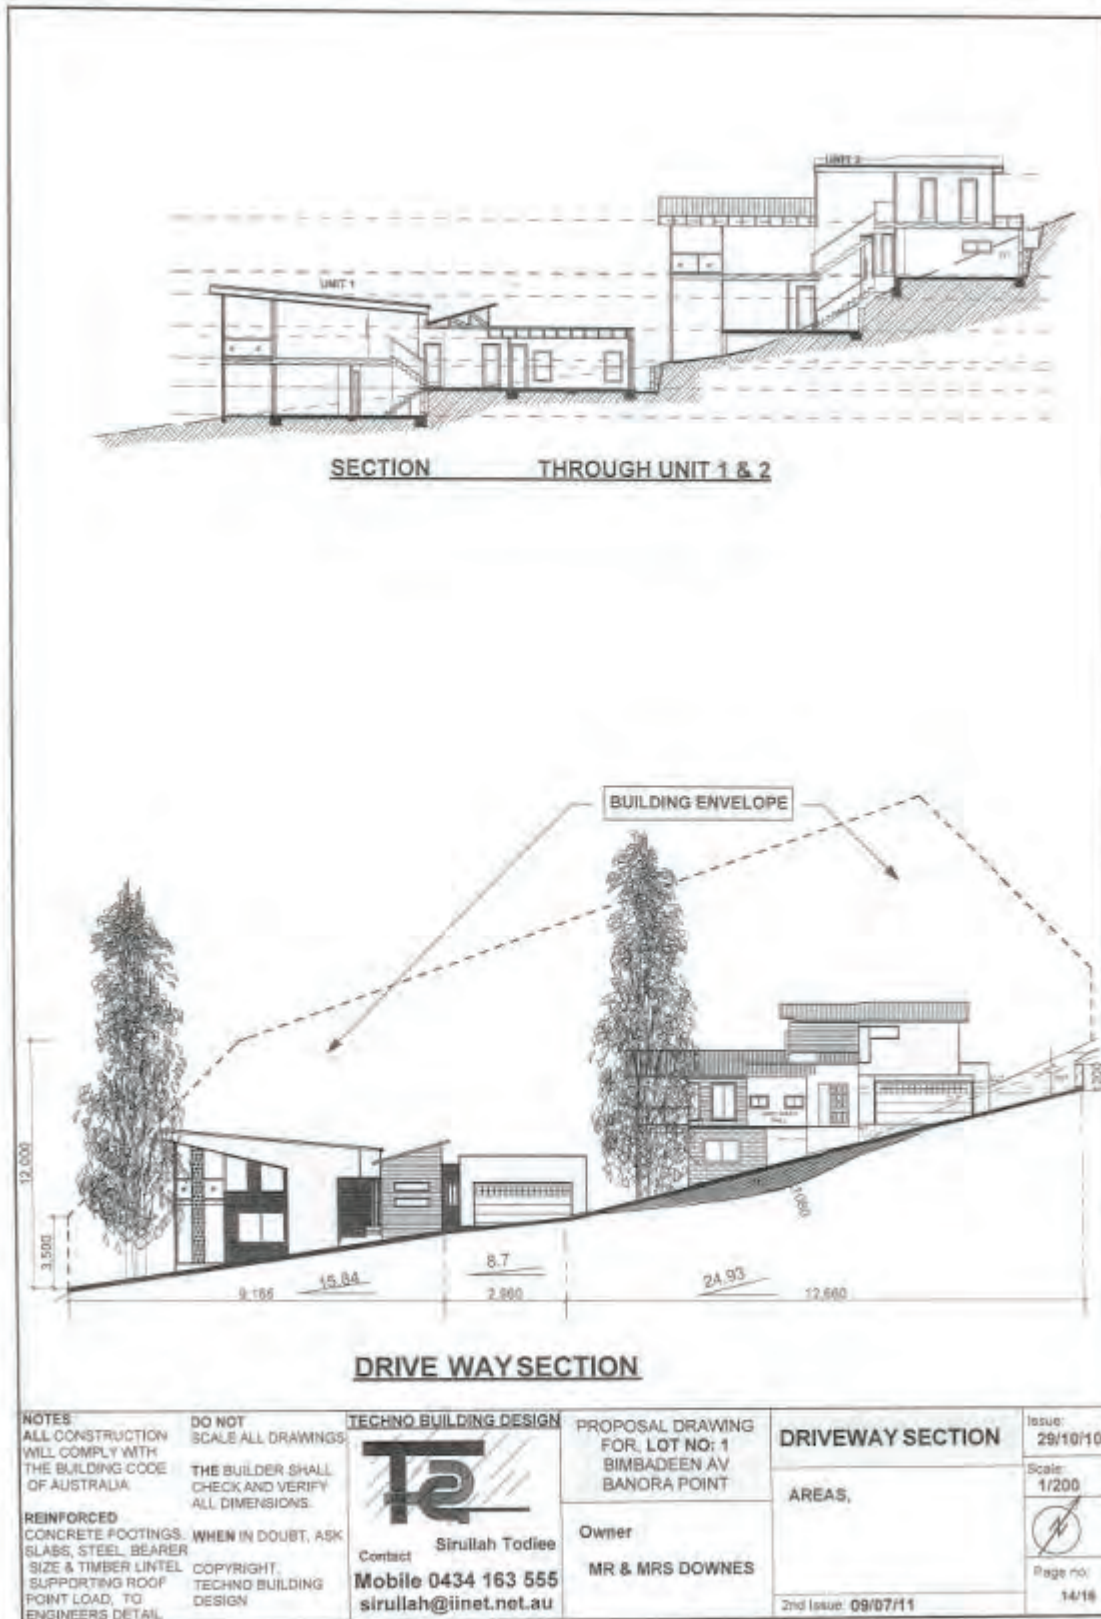 UNIT 2
UNIT 1
SECTION THROUGH UNIT 1 & 2
BUILDING ENVELOPE
12,000
3,500
1080
9,166 15.84
8.7
2,960
24.93
12,660
DRIVE WAY SECTION
NOTES
ALL CONSTRUCTION
WILL COMPLY WITH
THE BUILDING CODE
OF AUSTRALIA
REINFORCED
CONCRETE FOOTINGS,
SLABS, STEEL, BEARER
SIZE & TIMBER LINTEL
SUPPORTING ROOF
POINT LOAD, TO
ENGINEERS DETAIL
DO NOT
SCALE ALL DRAWINGS
THE BUILDER SHALL
CHECK AND VERIFY
ALL DIMENSIONS.
WHEN IN DOUBT, ASK
COPYRIGHT,
TECHNO BUILDING
DESIGN
TECHNO BUILDING DESIGN
Sirullah Todiee
Contact
Mobile 0434 163 555
sirullah@iinet.net.au
PROPOSAL DRAWING
FOR, LOT NO: 1
BIMBADEEN AV
BANORA POINT
Owner
MR & MRS DOWNES
DRIVEWAY SECTION
AREAS,
2nd Issue: 09/07/11
Issue:
29/10/10
Scale:
1/200
Page no:
14/16